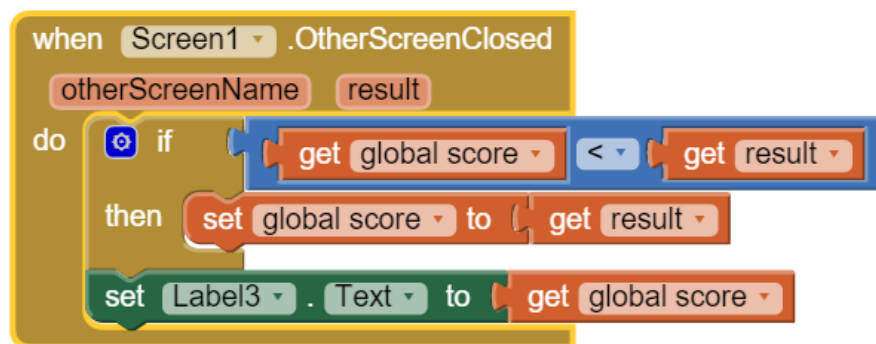 when Screen1 .OtherScreenClosed
otherScreenName result
do if get global score < get result
then set global score to get result
set Label3 . Text to get global score